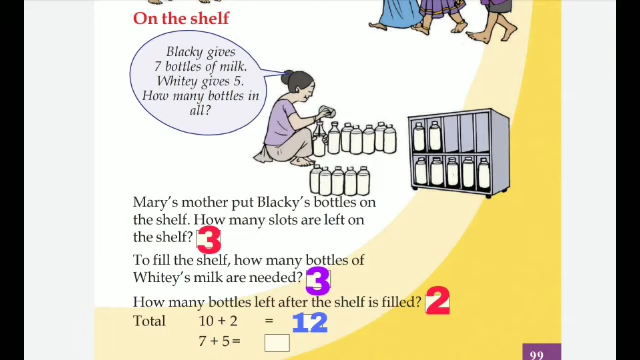 On the shelf
Blacky gives
7 bottles of milk.
Whitey gives 5.
How many bottles in
all?
Mary's mother put Blacky's bottles on
the shelf. How many slots are left on
the shelf? 3
To fill the shelf, how many bottles of
Whitey's milk are needed? 3
How many bottles left after the shelf is filled? 2
Total 10 + 2 = 12
7 + 5 =
99